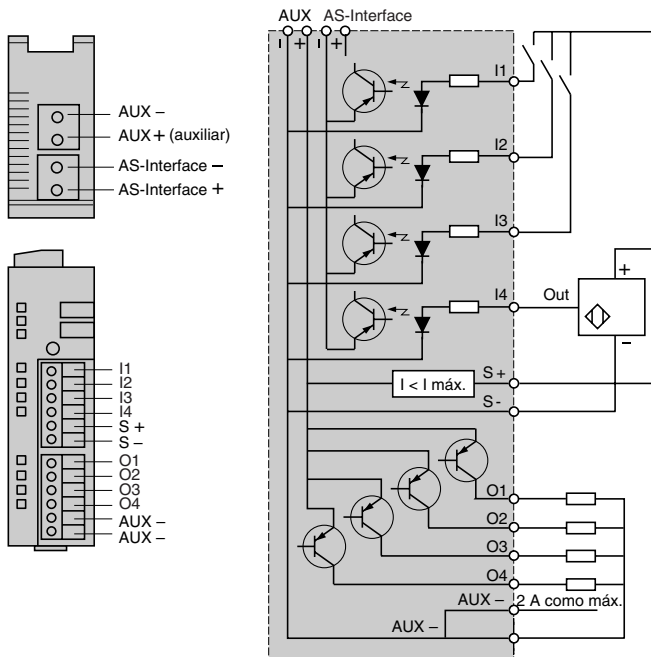 AUX –
AUX + (auxiliar)
AS-Interface –
AS-Interface +
I1
I2
I3
I4
S +
S –
O1
O2
O3
O4
AUX –
AUX –
AUX AS-Interface
– + – +
I1
I2
I3
I4
Out
+
–
S +
I < I máx.
S -
O1
O2
O3
O4
AUX – 2 A como máx.
AUX –